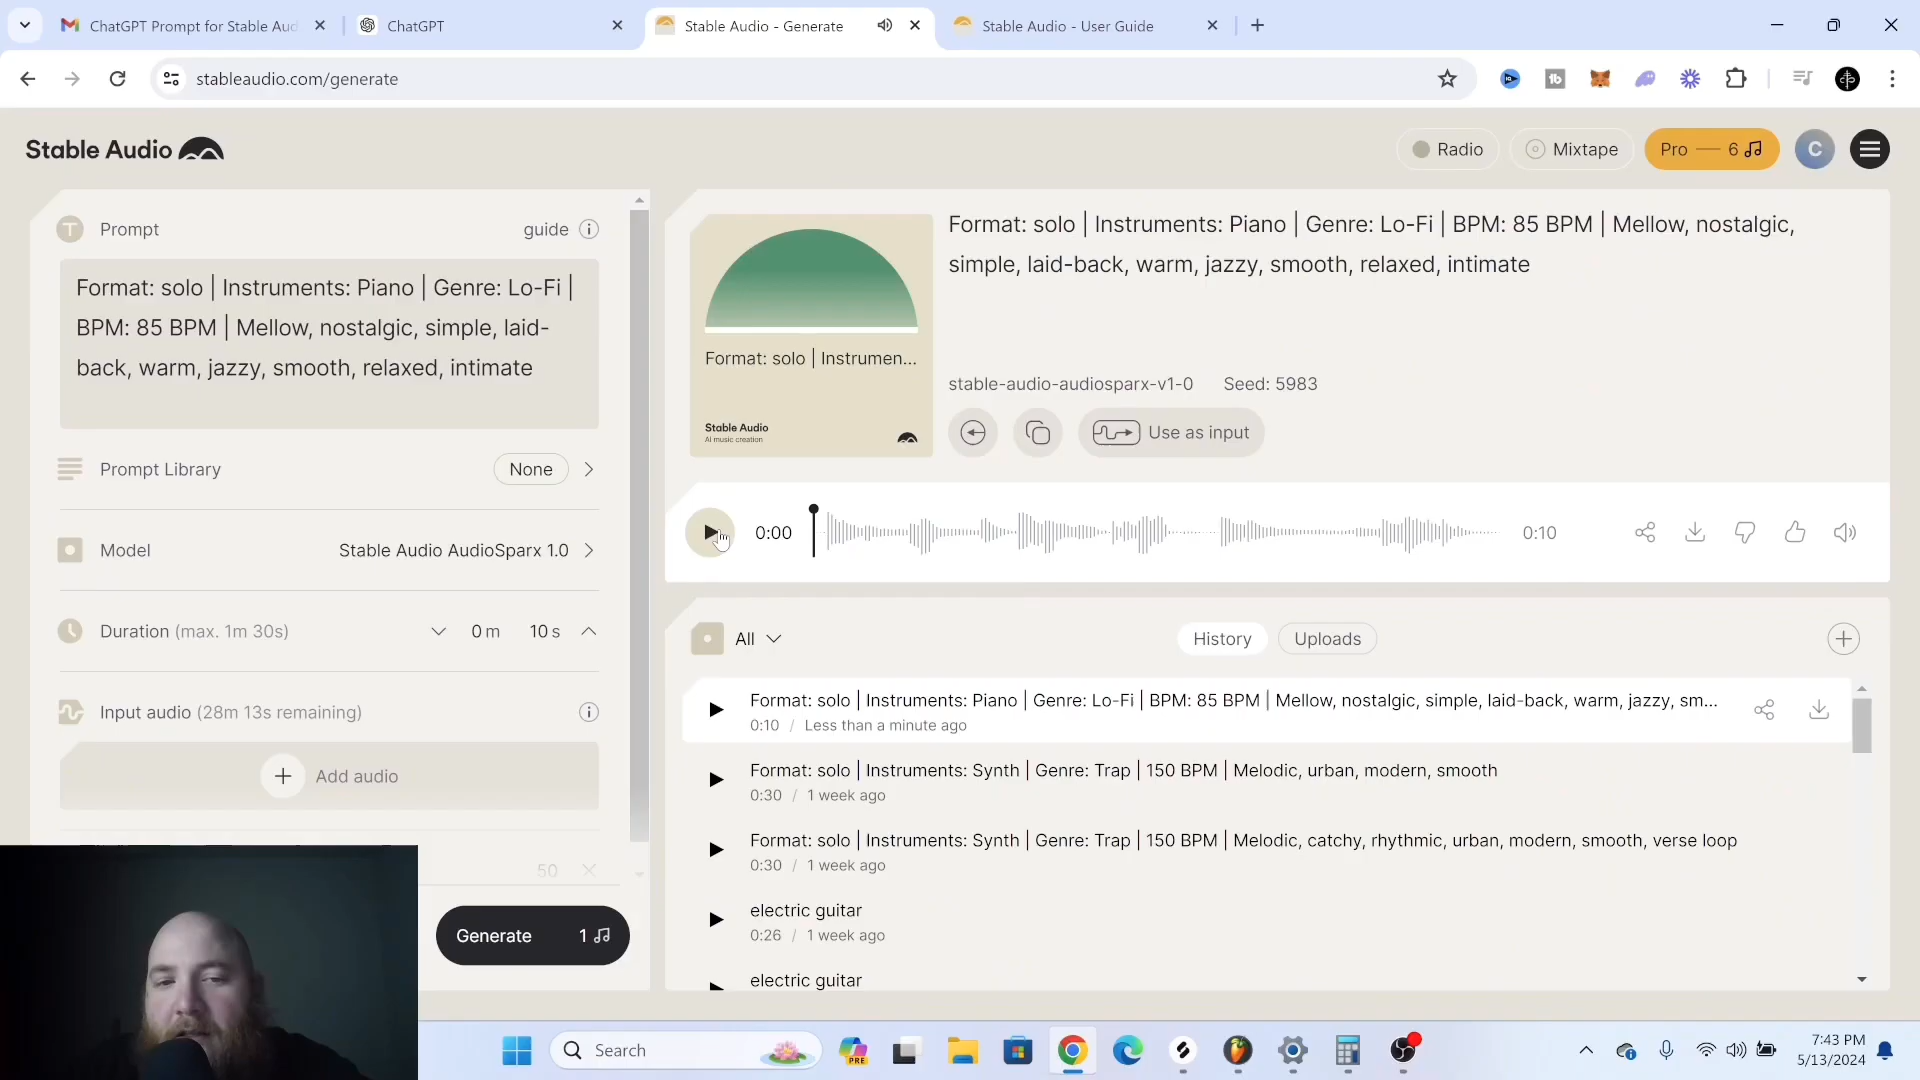 ChatGPT Prompt for Stable Aud
ChatGPT
Stable Audio - Generate
Stable Audio - User Guide
stableaudio.com/generate
Stable Audio
Radio
Mixtape
Pro — 6
C
Prompt
guide
Format: solo | Instruments: Piano | Genre: Lo-Fi |
BPM: 85 BPM | Mellow, nostalgic, simple, laid-
back, warm, jazzy, smooth, relaxed, intimate
Prompt Library
None
Model
Stable Audio AudioSparx 1.0
Duration (max. 1m 30s)
0 m 10 s
Input audio (28m 13s remaining)
Add audio
50
Generate 1
Format: solo | Instruments: Piano | Genre: Lo-Fi | BPM: 85 BPM | Mellow, nostalgic,
simple, laid-back, warm, jazzy, smooth, relaxed, intimate
Format: solo | Instrumen...
Stable Audio
AI music creation
stable-audio-audiosparx-v1-0 Seed: 5983
Use as input
0:00
0:10
All
History
Uploads
Format: solo | Instruments: Piano | Genre: Lo-Fi | BPM: 85 BPM | Mellow, nostalgic, simple, laid-back, warm, jazzy, sm...
0:10 / Less than a minute ago
Format: solo | Instruments: Synth | Genre: Trap | 150 BPM | Melodic, urban, modern, smooth
0:30 / 1 week ago
Format: solo | Instruments: Synth | Genre: Trap | 150 BPM | Melodic, catchy, rhythmic, urban, modern, smooth, verse loop
0:30 / 1 week ago
electric guitar
0:26 / 1 week ago
electric guitar
Search
PRE
7:43 PM
5/13/2024